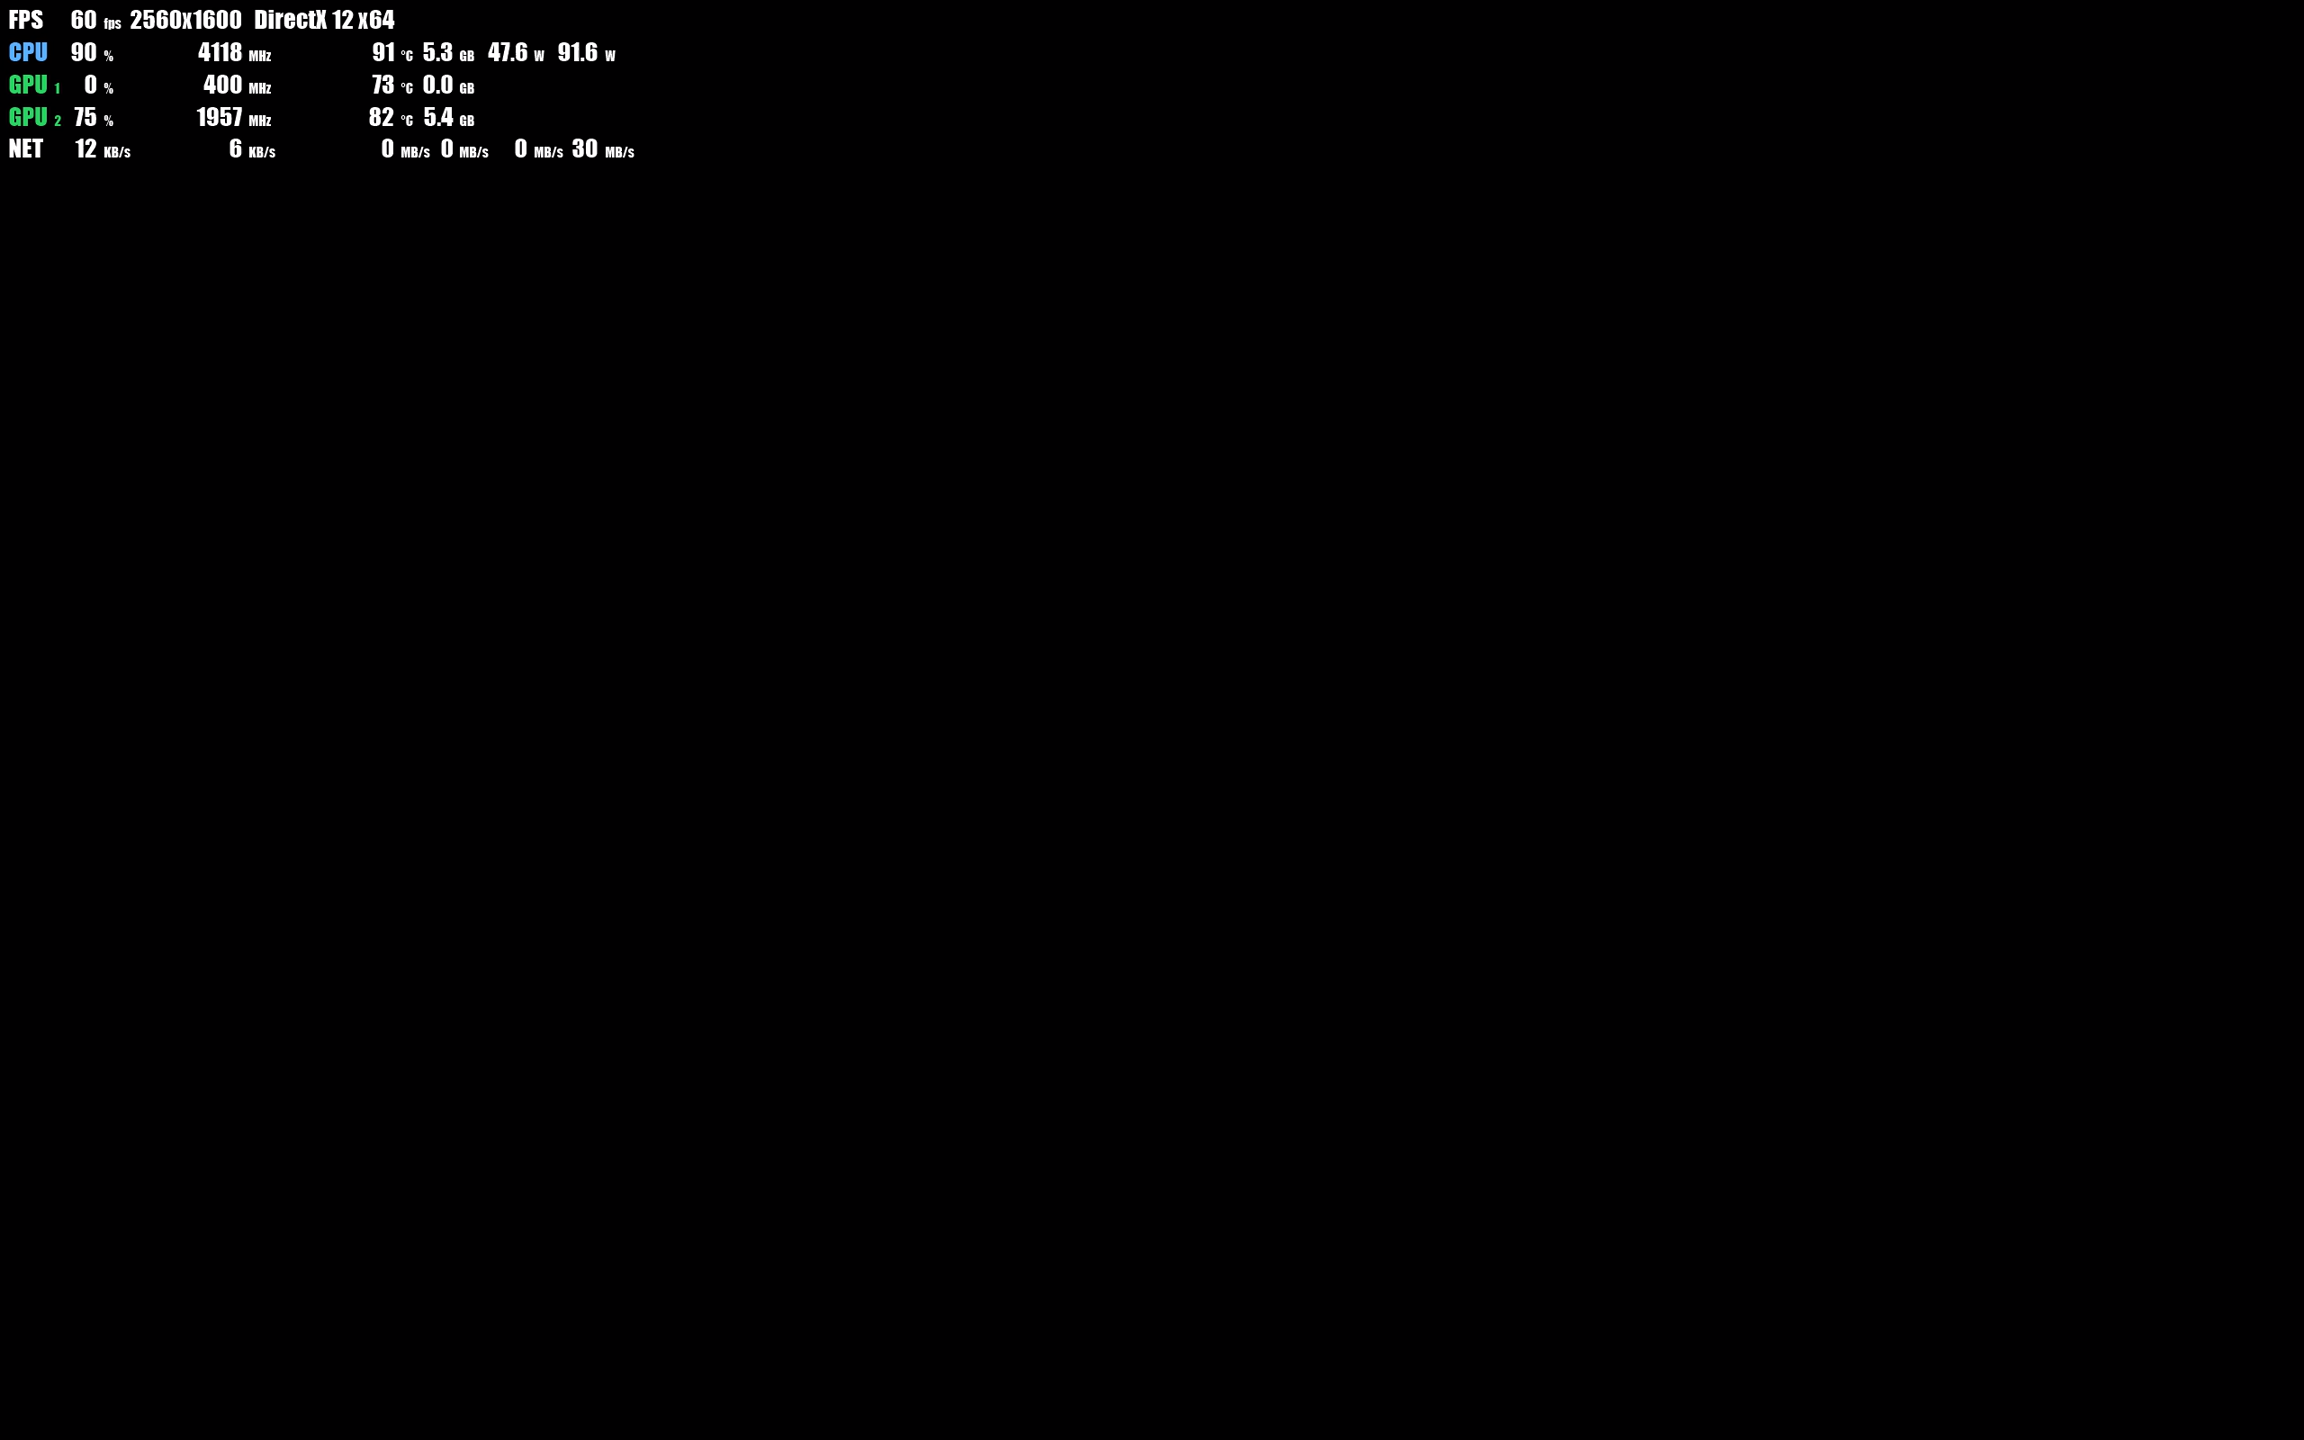 FPS 60 fps 2560x1600 DirectX 12 x64
CPU 90 % 4118 MHz 91 °C 5.3 GB 47.6 W 91.6 W
GPU 1 0 % 400 MHz 73 °C 0.0 GB
GPU 2 75 % 1957 MHz 82 °C 5.4 GB
NET 12 KB/s 6 KB/s 0 MB/s 0 MB/s 0 MB/s 30 MB/s